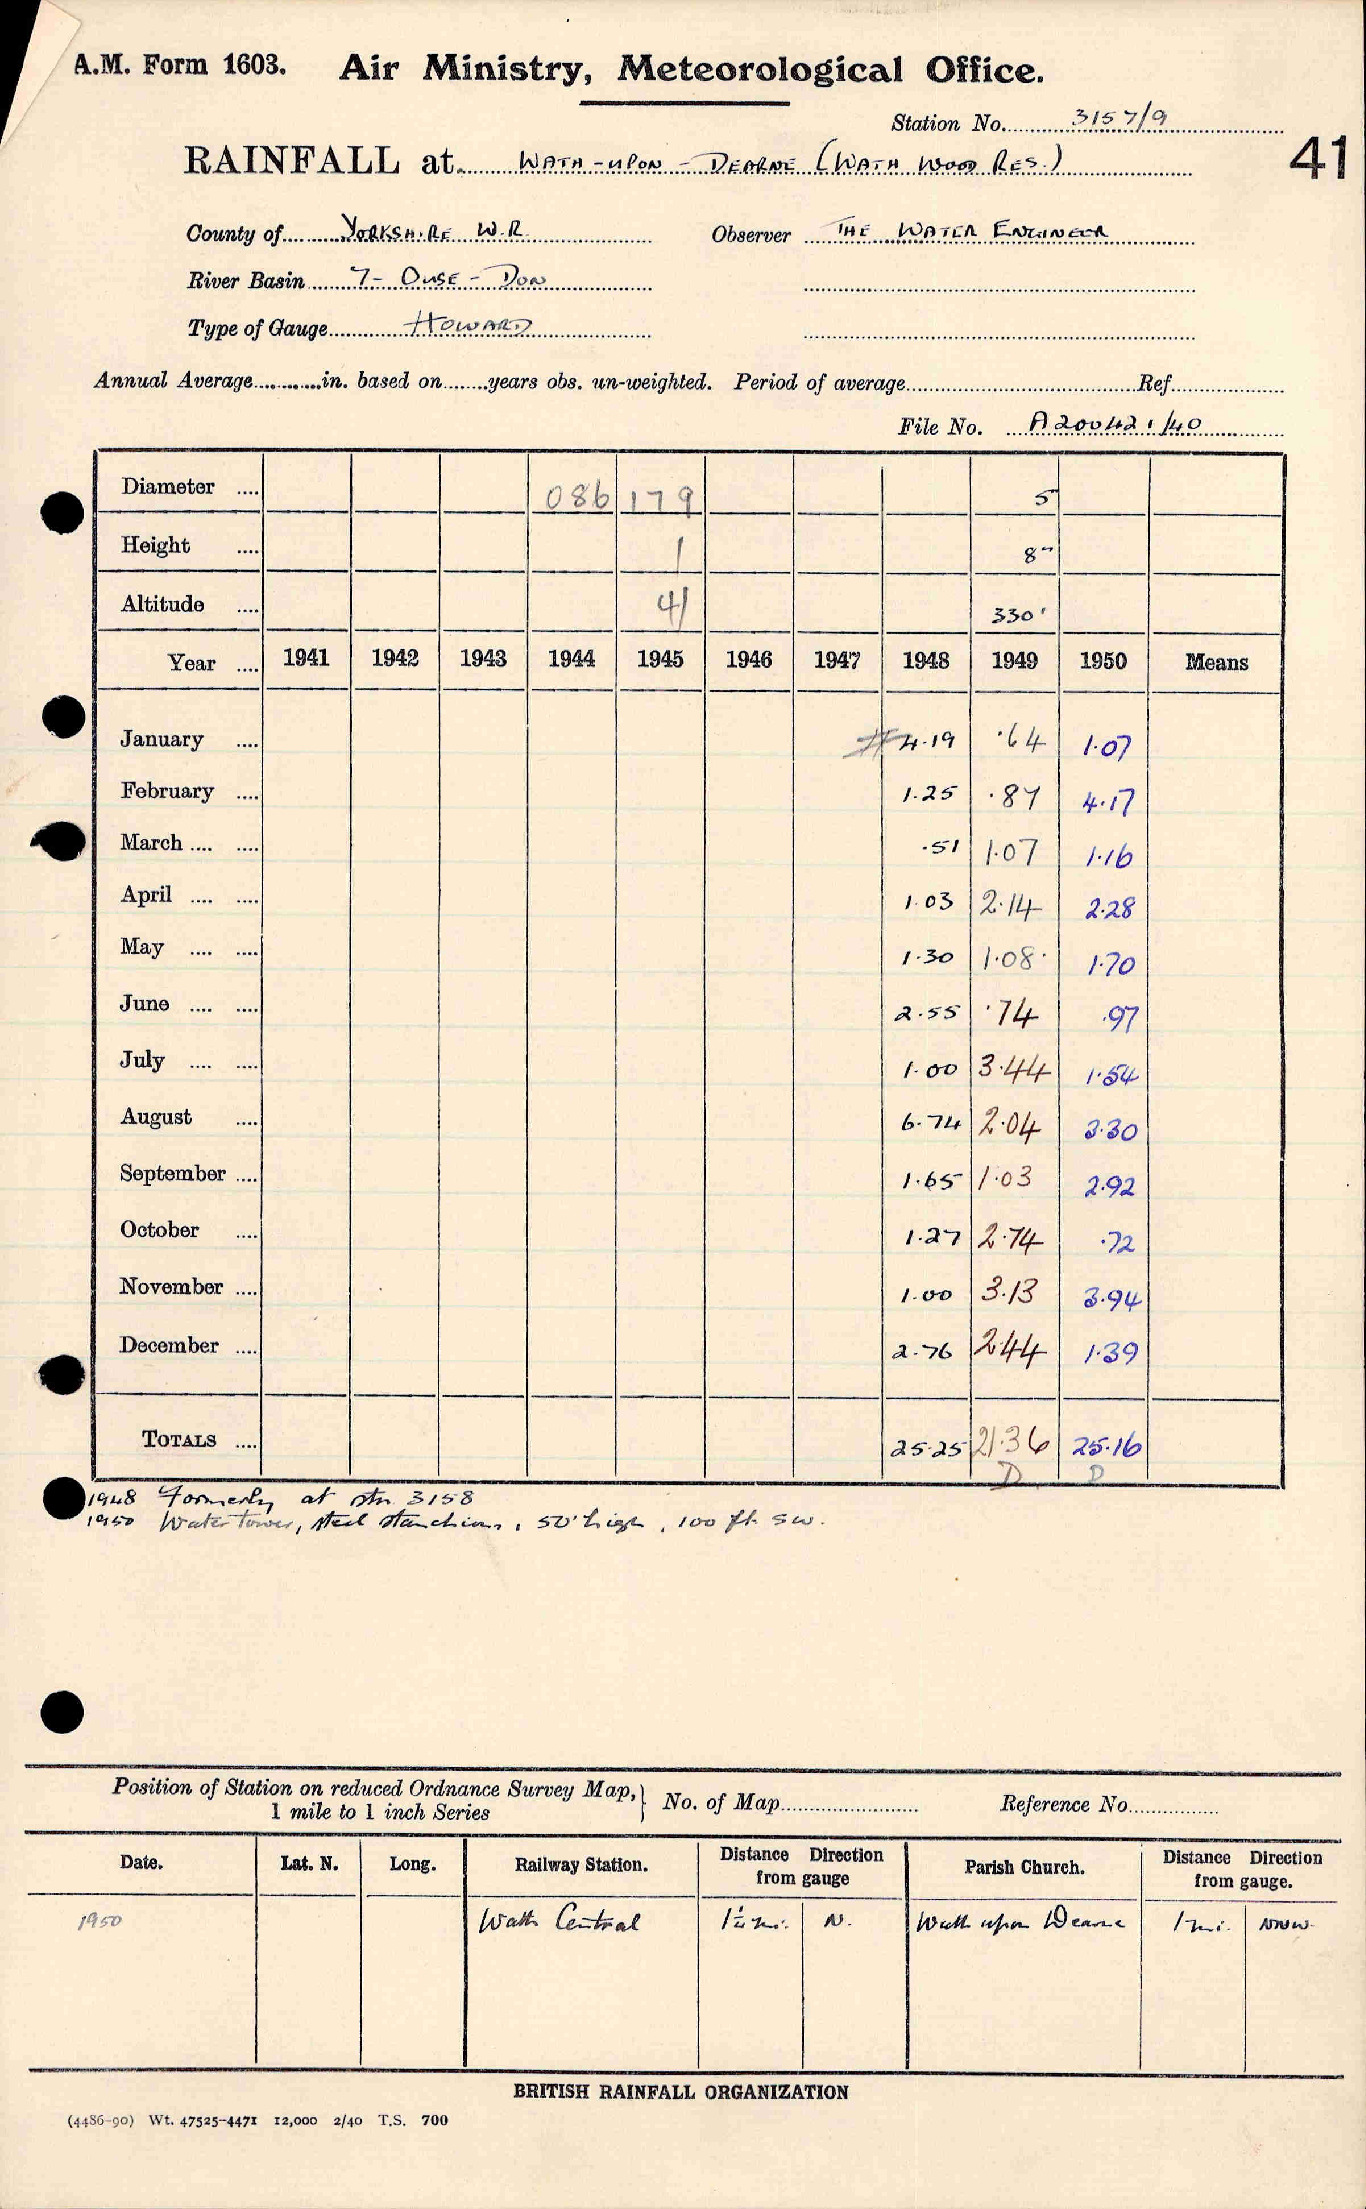 A.M. Form 1603. Air Ministry, Meteorological Office.
Station No. 3157/9
RAINFALL at WATH-UPON-DEARNE (WATH WOOD RES.) 41
County of YORKSHIRE W.R. Observer THE WATER ENGINEER
River Basin 7- OUSE - DON
Type of Gauge HOWARD
Annual Average in. based on years obs. un-weighted. Period of average Ref.
File No. A200421/40
Diameter 086 179 5
Height 1 8"
Altitude 41 330'
Year 1941 1942 1943 1944 1945 1946 1947 1948 1949 1950 Means
January 4.19 .64 1.07
February 1.25 .87 4.17
March .51 1.07 1.16
April 1.03 2.14 2.28
May 1.30 1.08 1.70
June 2.55 .74 .97
July 1.00 3.44 1.54
August 6.74 2.04 3.30
September 1.65 1.03 2.92
October 1.27 2.74 .72
November 1.00 3.13 3.94
December 2.76 2.44 1.39
TOTALS 25.25 21.36 25.16
D D
1948 Formerly at stn 3158
1950 Water Tower, steel stanchions, 50' high, 100 ft. SW.
Position of Station on reduced Ordnance Survey Map, 1 mile to 1 inch Series } No. of Map Reference No.
Date. Lat. N. Long. Railway Station. Distance Direction from gauge Parish Church. Distance Direction from gauge.
1950 Wath Central 1¼ mi. N. Wath upon Dearne 1 mi. NNW.
BRITISH RAINFALL ORGANIZATION
(4486-90) Wt. 47525-4471 12,000 2/40 T.S. 700